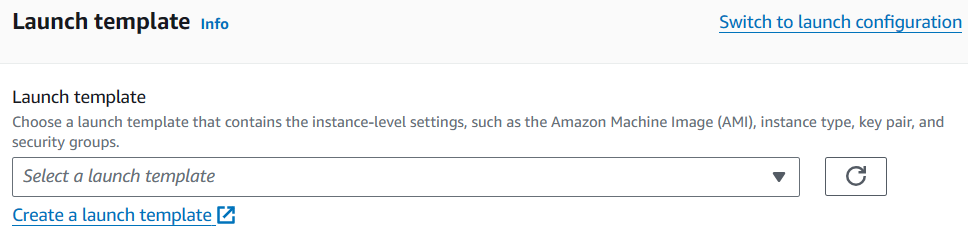 Launch template Info
Switch to launch configuration
Launch template
Choose a launch template that contains the instance-level settings, such as the Amazon Machine Image (AMI), instance type, key pair, and
security groups.
Select a launch template
Create a launch template